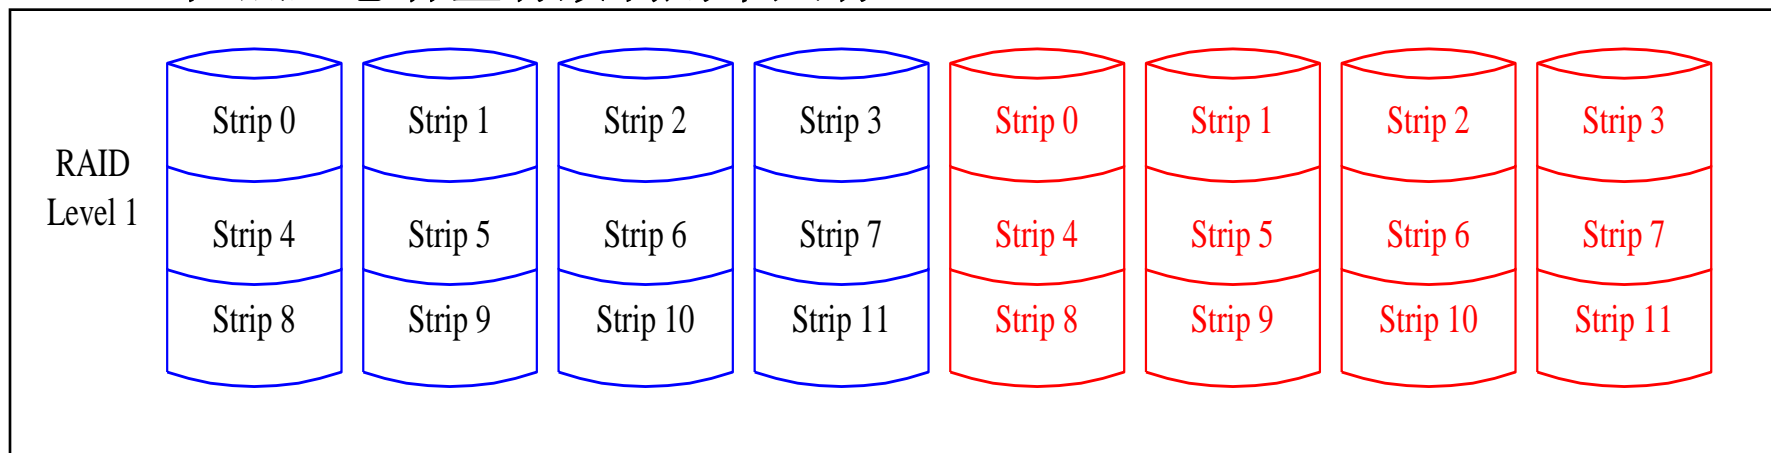 Strip 0 Strip 1 Strip 2 Strip 3 Strip 0 Strip 1 Strip 2 Strip 3
RAID
Level 1
Strip 4 Strip 5 Strip 6 Strip 7 Strip 4 Strip 5 Strip 6 Strip 7
Strip 8 Strip 9 Strip 10 Strip 11 Strip 8 Strip 9 Strip 10 Strip 11